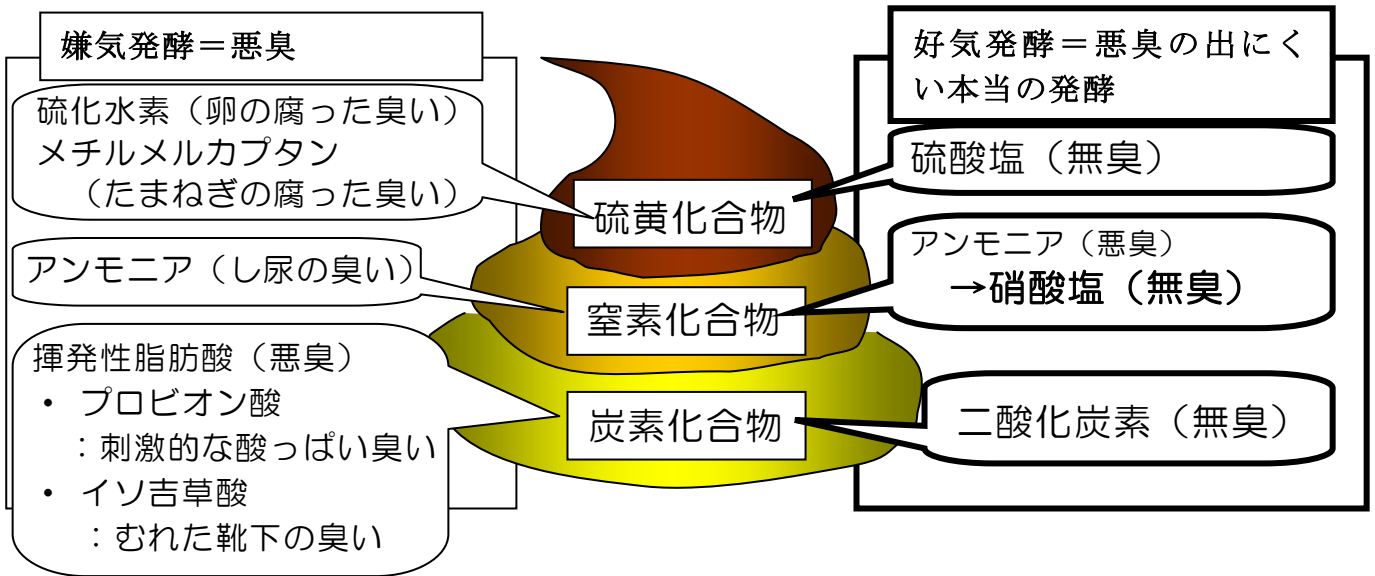 嫌気発酵＝悪臭
硫化水素（卵の腐った臭い）
メチルメルカプタン
（たまねぎの腐った臭い）
アンモニア（し尿の臭い）
揮発性脂肪酸（悪臭）
・ プロビオン酸
：刺激的な酸っぱい臭い
・ イソ吉草酸
：むれた靴下の臭い
硫黄化合物
窒素化合物
炭素化合物
好気発酵＝悪臭の出にく
い本当の発酵
硫酸塩（無臭）
アンモニア（悪臭）
→硝酸塩（無臭）
二酸化炭素（無臭）